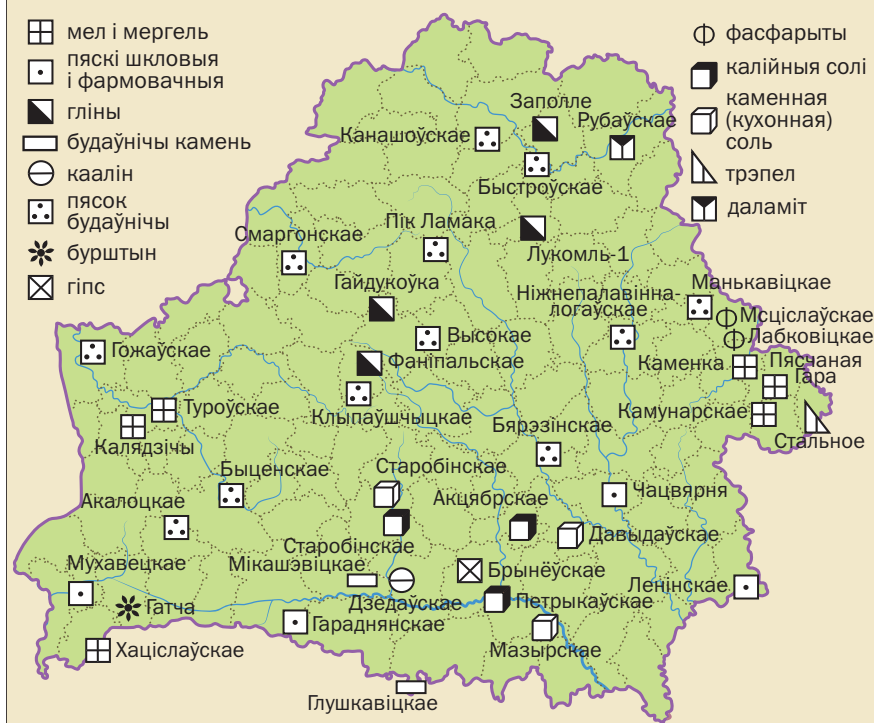 мел і мергель
пяскі шкловыя
і фармовачныя
гліны
будаўнічы камень
каалін
пясок
будаўнічы
бурштын
гіпс
фасфарыты
калійныя солі
каменная
(кухонная)
соль
трэпел
даламіт
Заполле
Рубаўскае
Канашоўскае
Быстроўскае
Пік Ламака
Смаргонскае
Лукомль-1
Гайдукоўка
Ніжнепалавінна-
логаўскае
Манькавіцкае
Мсціслаўскае
Лабковіцкае
Высокае
Гожаўскае
Фаніпальскае
Каменка
Пясчаная
Гара
Клыпаўшчыцкае
Туроўскае
Камунарскае
Калядзічы
Бярэзінскае
Стальное
Быценскае
Старобінскае
Акалоцкае
Акцябрскае
Чацвярня
Давыдаўскае
Старобінскае
Мухавецкае
Мікашэвіцкае
Брынёўскае
Ленінскае
Гатча
Дзедаўскае
Петрыкаўскае
Гараднянскае
Хаціслаўскае
Мазырскае
Глушкавіцкае